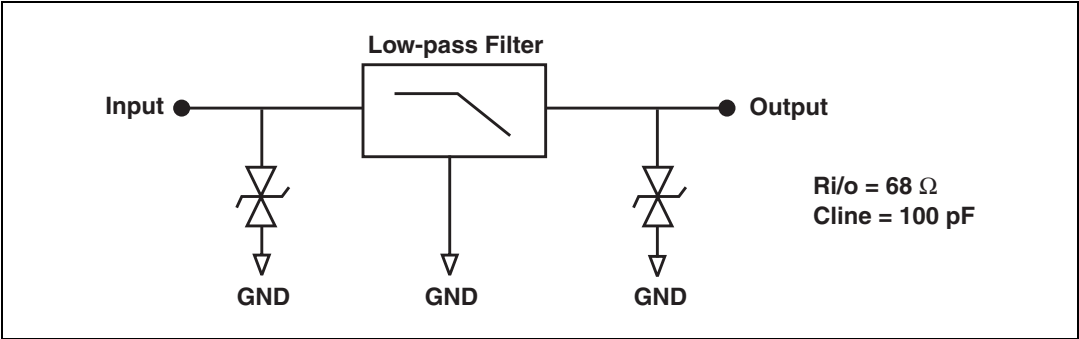 Low-pass Filter
Input
Output
Ri/o = 68 Ω
Cline = 100 pF
GND
GND
GND